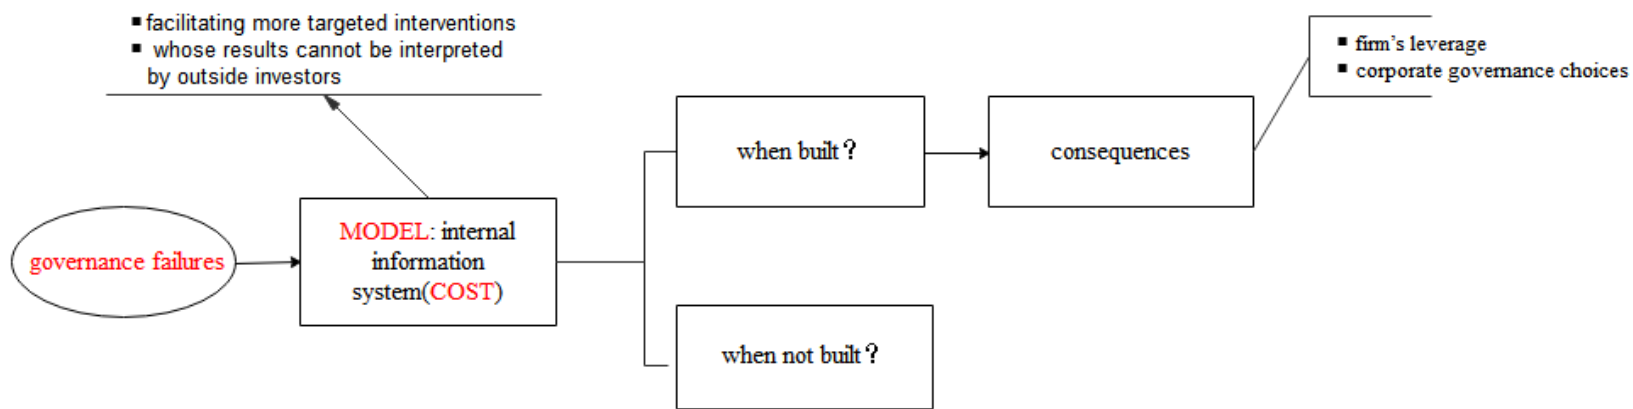 ▪ facilitating more targeted interventions
▪ whose results cannot be interpreted
by outside investors
▪ firm's leverage
▪ corporate governance choices
when built？
consequences
governance failures
MODEL: internal
information
system(COST)
when not built？